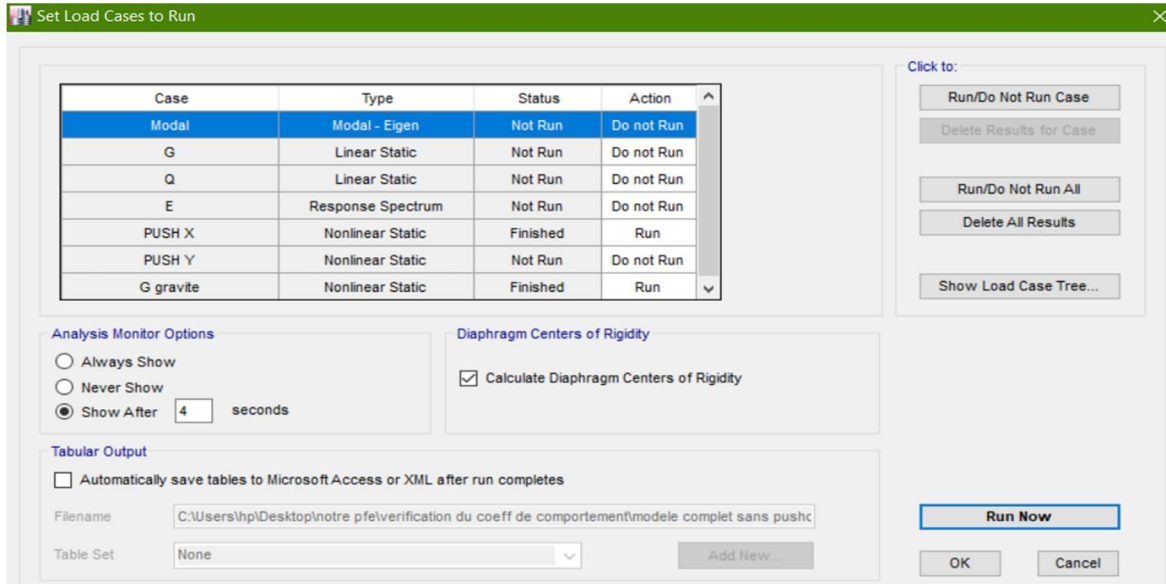 Set Load Cases to Run
Click to:
Case Type Status Action
Modal Modal - Eigen Not Run Do not Run
G Linear Static Not Run Do not Run
Q Linear Static Not Run Do not Run
E Response Spectrum Not Run Do not Run
PUSH X Nonlinear Static Finished Run
PUSH Y Nonlinear Static Not Run Do not Run
G gravite Nonlinear Static Finished Run
Run/Do Not Run Case
Delete Results for Case
Run/Do Not Run All
Delete All Results
Show Load Case Tree...
Analysis Monitor Options
Always Show
Never Show
Show After 4 seconds
Diaphragm Centers of Rigidity
Calculate Diaphragm Centers of Rigidity
Tabular Output
Automatically save tables to Microsoft Access or XML after run completes
Filename C:\Users\hp\Desktop\notre pfe\verification du coeff de comportement\modele complet sans pushc
Table Set None Add New...
Run Now
OK Cancel